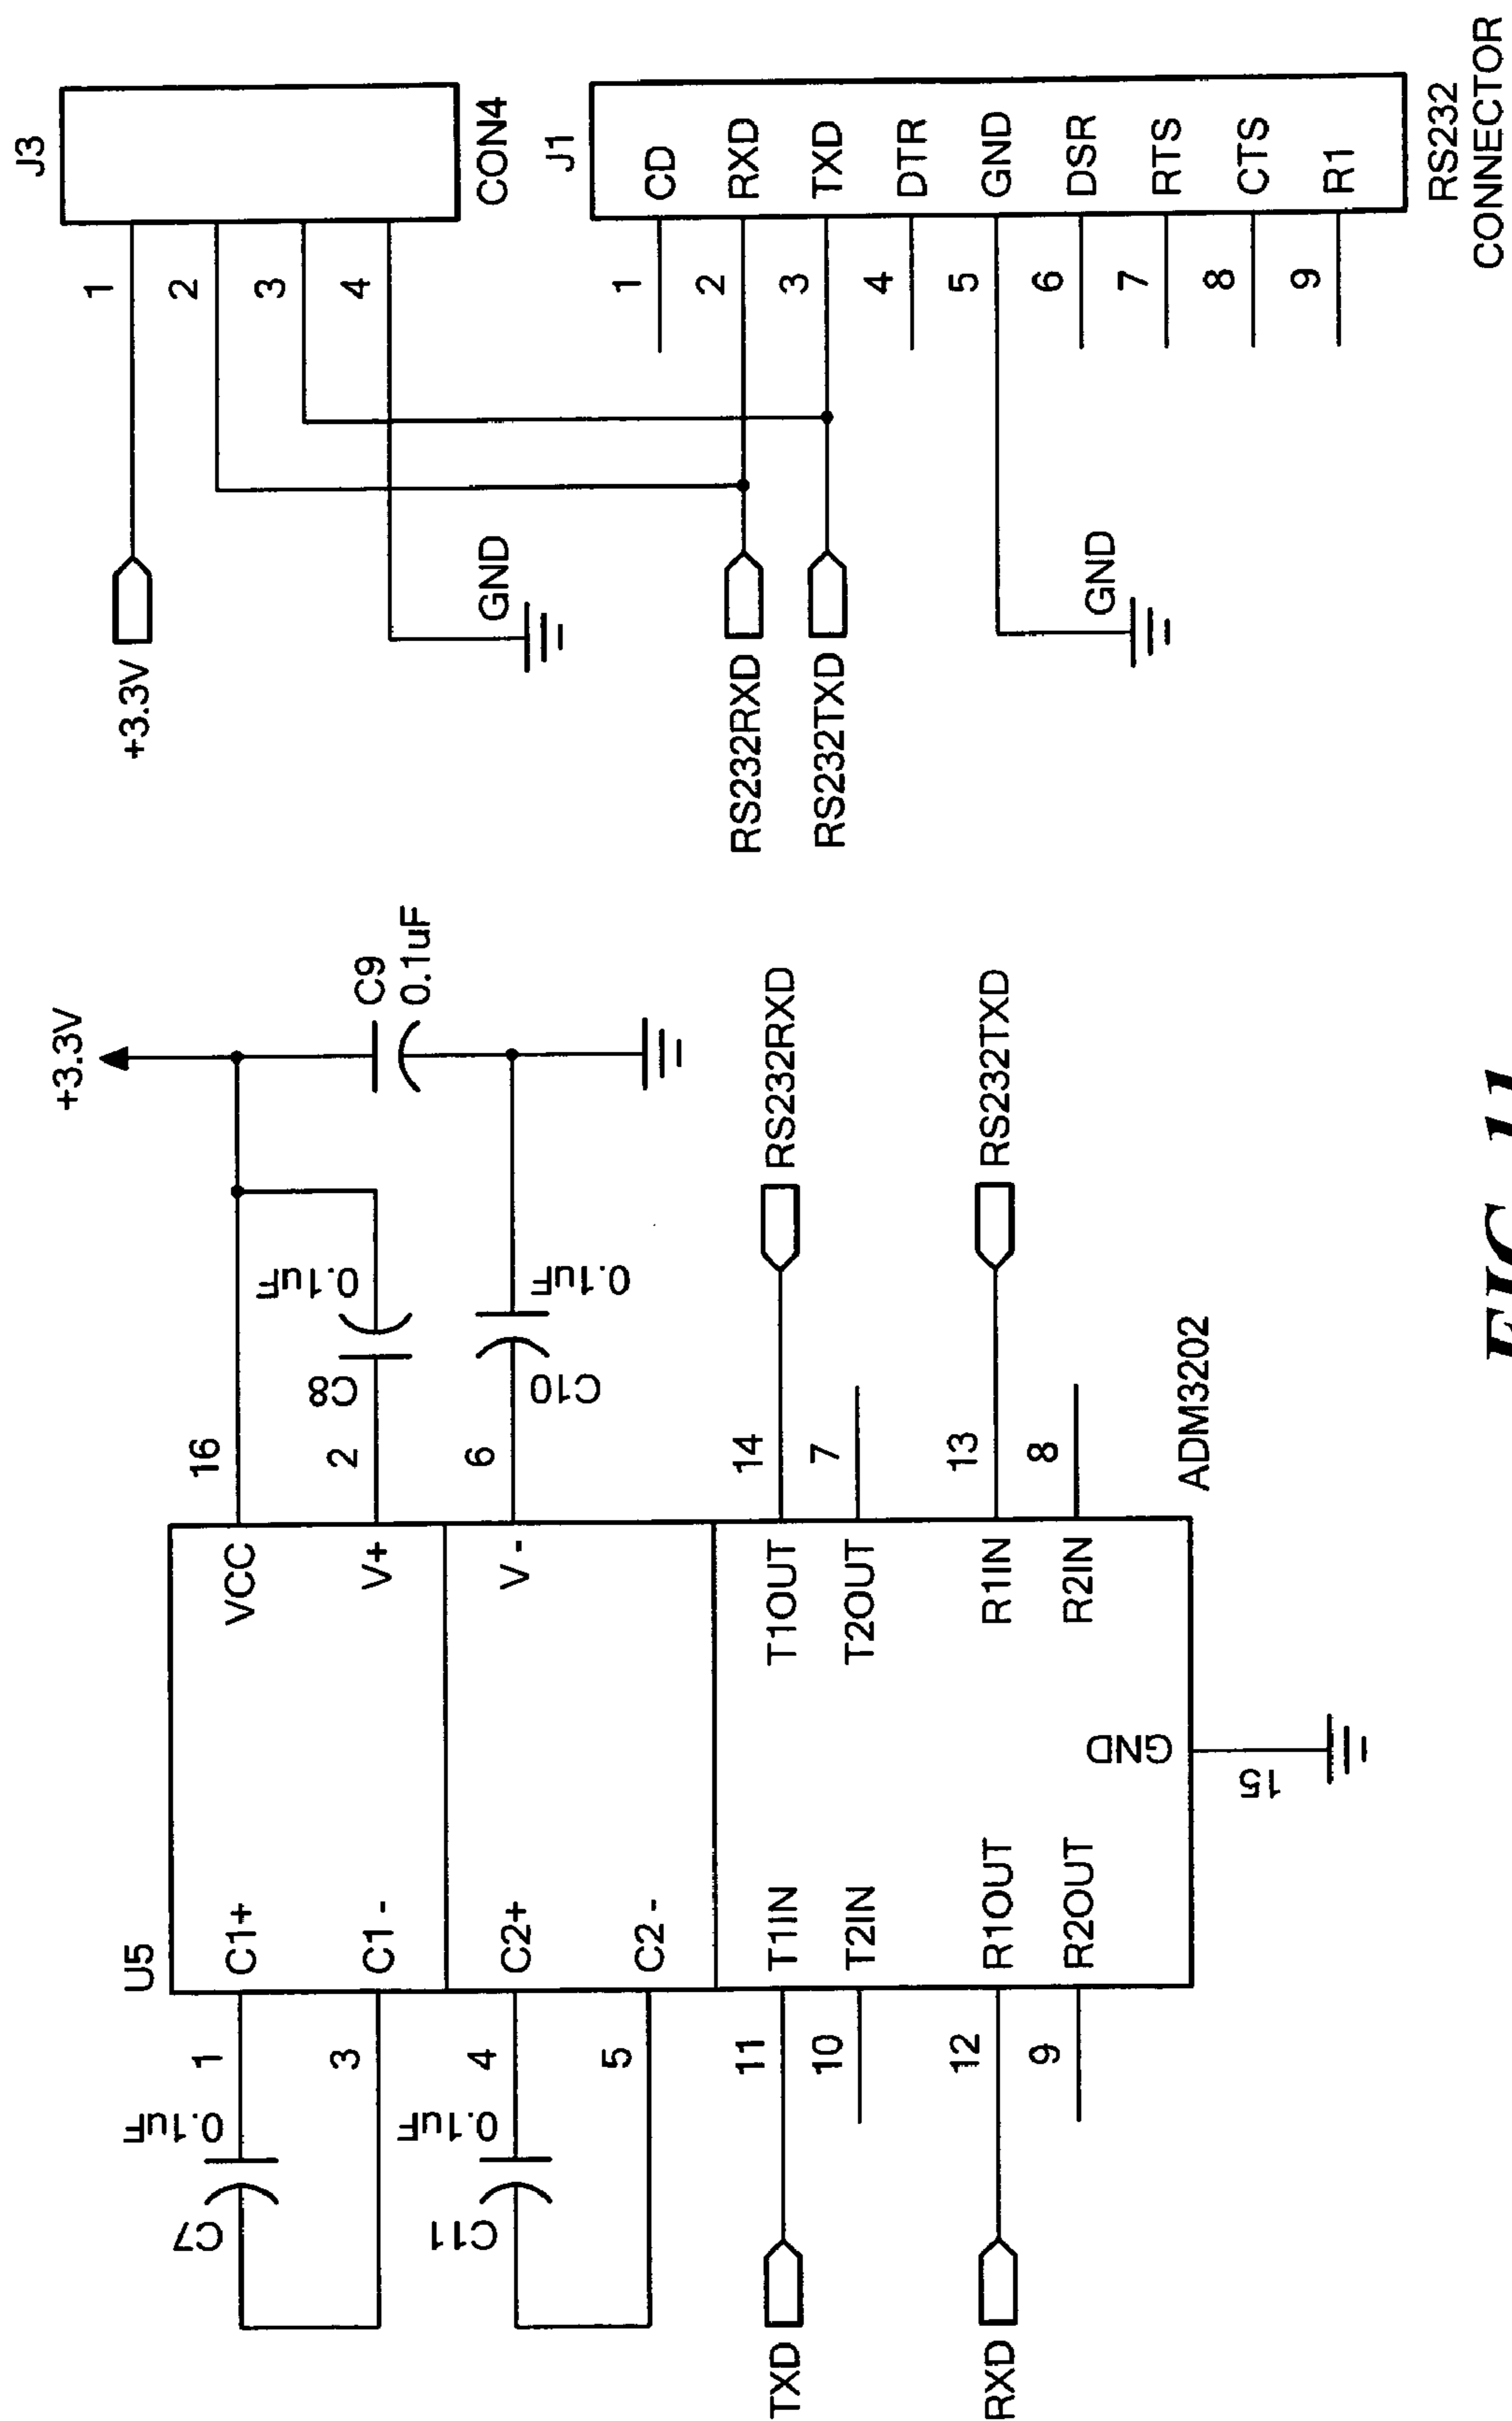 U5
C7
0.1uF
1
C1+
3
C1 -
C11
0.1uF
4
C2+
5
C2 -
TXD
11
T1IN
10
T2IN
RXD
12
R1OUT
9
R2OUT
VCC
16
V+
2
C8
0.1uF
V -
6
C10
0.1uF
+3.3V
C9
0.1uF
T1OUT
14
RS232RXD
T2OUT
7
R1IN
13
RS232TXD
R2IN
8
GND
15
ADM3202
J3
+3.3V
1
2
3
4
GND
CON4
J1
1
CD
RS232RXD
2
RXD
RS232TXD
3
TXD
4
DTR
5
GND
GND
6
DSR
7
RTS
8
CTS
9
R1
RS232
CONNECTOR
FIG. 11